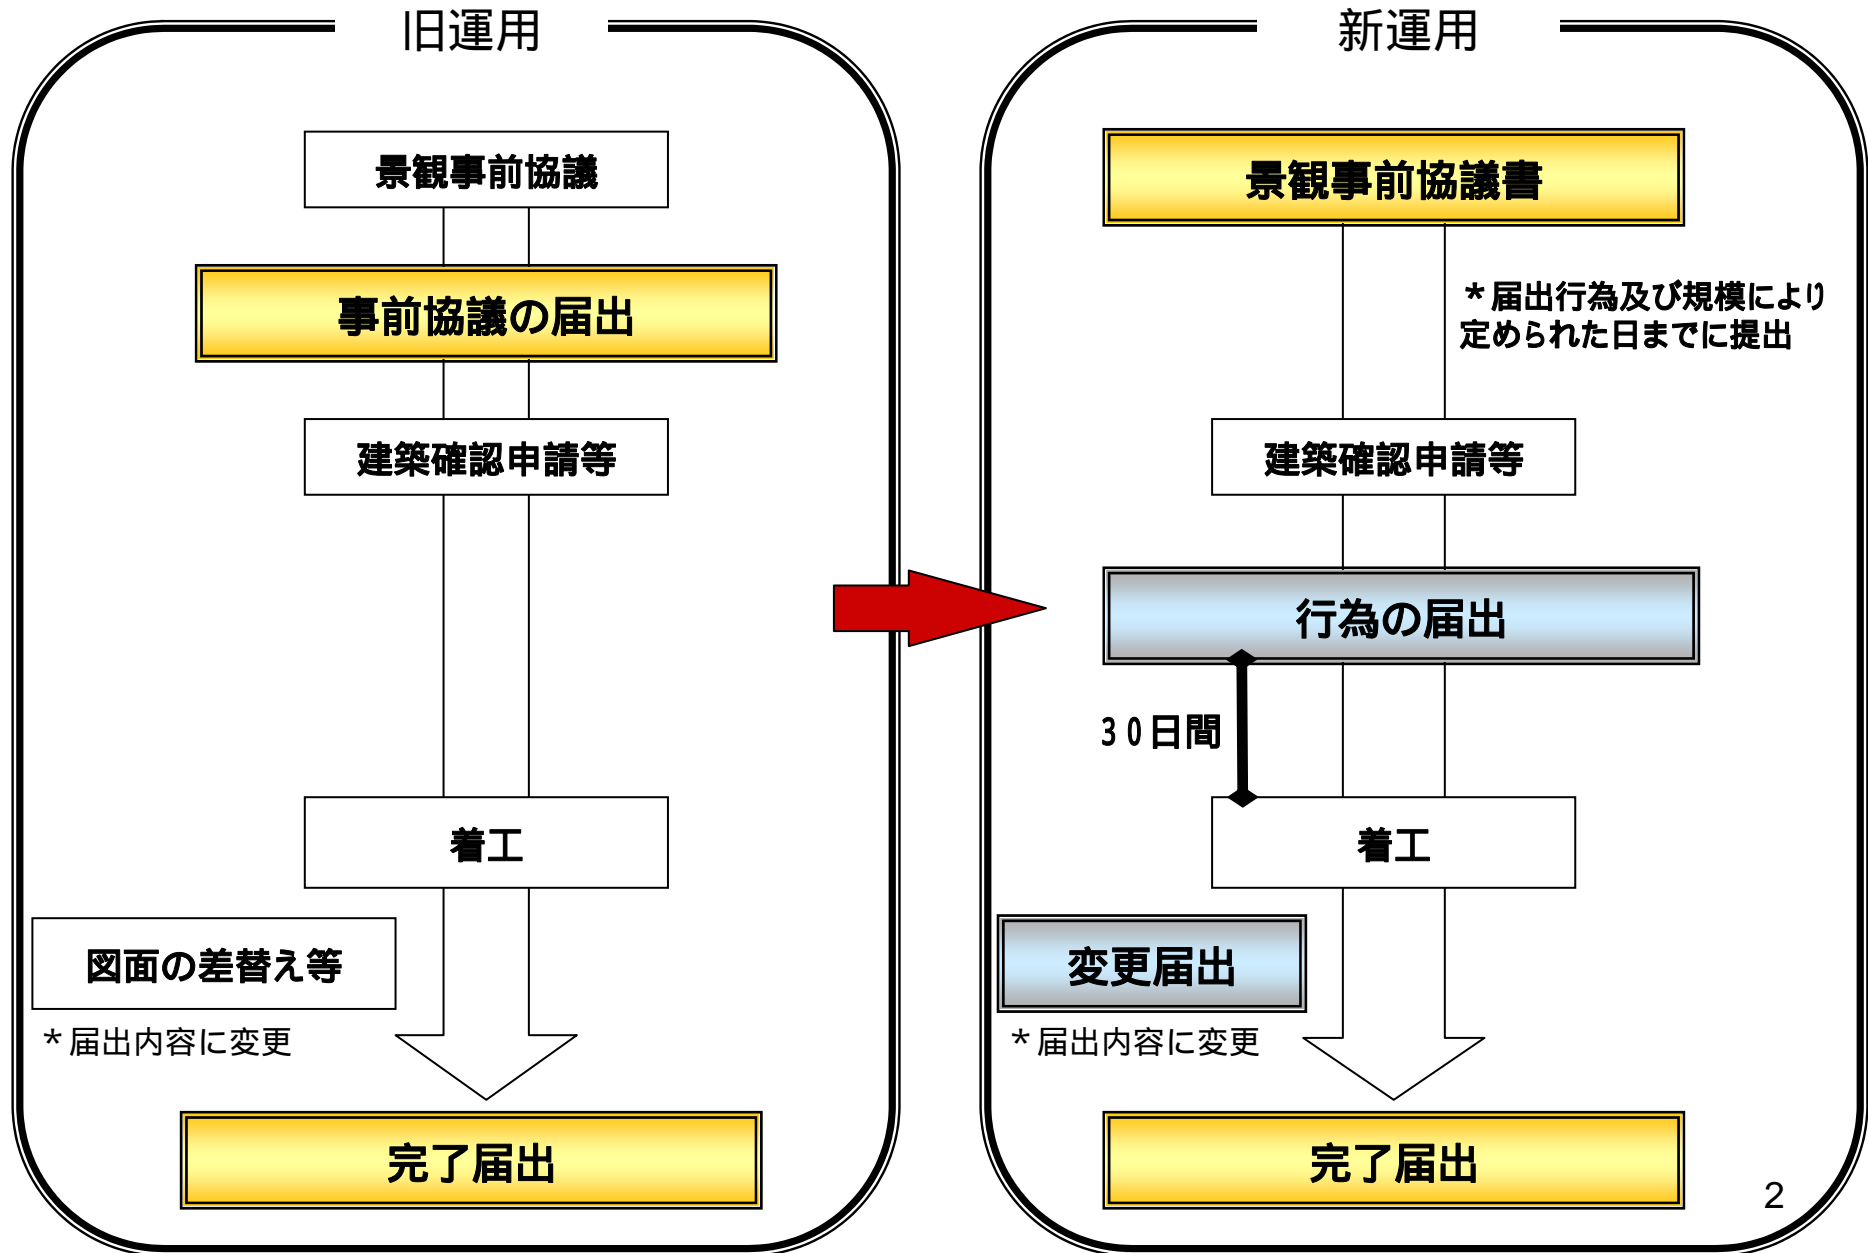 旧運用
景観事前協議
事前協議の届出
建築確認申請等
着工
図面の差替え等
＊届出内容に変更
完了届出
新運用
景観事前協議書
＊届出行為及び規模により
定められた日までに提出
建築確認申請等
行為の届出
３０日間
着工
変更届出
＊届出内容に変更
完了届出
2